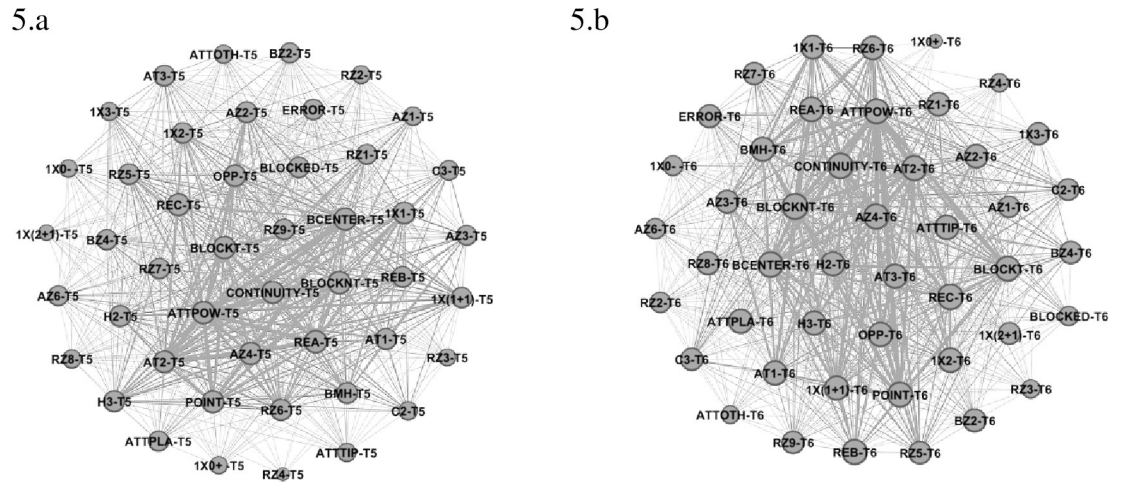 5.a
5.b
ATTOTH-T5
BZ2-T5
AT3-T5
RZ2-T5
1X3-T5
AZ2-T5
ERROR-T5
AZ1-T5
1X2-T5
RZ1-T5
1X0- -T5
RZ5-T5
OPP-T5
BLOCKED-T5
C3-T5
REC-T5
BCENTER-T5
1X1-T5
1X(2+1)-T5
BZ4-T5
RZ9-T5
AZ3-T5
BLOCKT-T5
RZ7-T5
REB-T5
BLOCKNT-T5
CONTINUITY-T5
AZ6-T5
1X(1+1)-T5
H2-T5
ATTPOW-T5
REA-T5
AT1-T5
RZ8-T5
AT2-T5
AZ4-T5
RZ3-T5
H3-T5
POINT-T5
RZ6-T5
BMH-T5
C2-T5
ATTPLA-T5
1X0+ -T5
RZ4-T5
ATTTIP-T5
1X1-T6
RZ6-T6
1X0+ -T6
RZ7-T6
RZ4-T6
REA-T6
ATTPOW-T6
RZ1-T6
ERROR-T6
1X3-T6
BMH-T6
1X0- -T6
CONTINUITY-T6
AT2-T6
AZ2-T6
C2-T6
AZ3-T6
BLOCKNT-T6
AZ4-T6
AZ1-T6
AZ6-T6
ATTTIP-T6
BZ4-T6
RZ8-T6
BCENTER-T6
H2-T6
AT3-T6
BLOCKT-T6
RZ2-T6
REC-T6
BLOCKED-T6
ATTPLA-T6
H3-T6
OPP-T6
1X(2+1)-T6
C3-T6
AT1-T6
1X2-T6
1X(1+1)-T6
POINT-T6
RZ3-T6
ATTOTH-T6
BZ2-T6
RZ9-T6
REB-T6
RZ5-T6